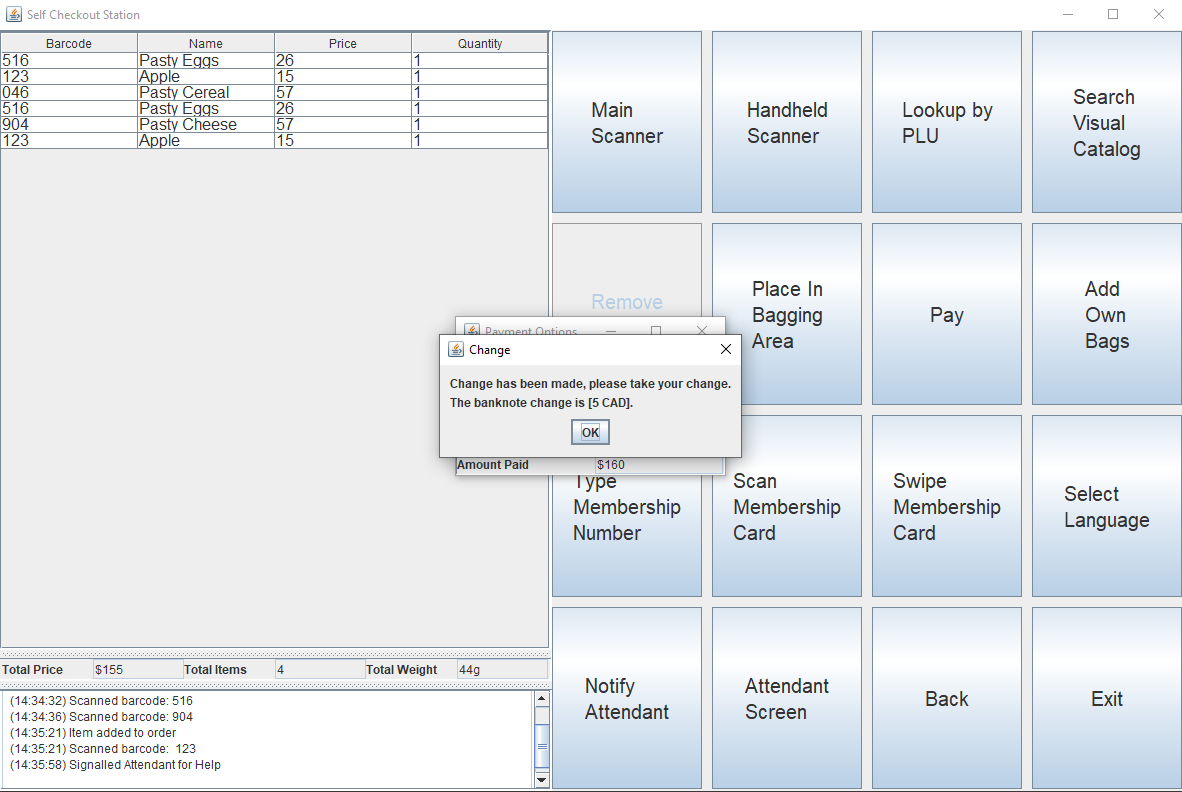 Self Checkout Station
Barcode Name Price Quantity
516 Pasty Eggs 26 1
123 Apple 15 1
046 Pasty Cereal 57 1
516 Pasty Eggs 26 1
904 Pasty Cheese 57 1
123 Apple 15 1
Main
Scanner
Handheld
Scanner
Lookup by
PLU
Search
Visual
Catalog
Remove
Place In
Bagging
Area
Pay
Add
Own
Bags
Payment Options
Change
Change has been made, please take your change.
The banknote change is [5 CAD].
OK
Amount Paid $160
Type
Membership
Number
Scan
Membership
Card
Swipe
Membership
Card
Select
Language
Notify
Attendant
Attendant
Screen
Back
Exit
Total Price $155 Total Items 4 Total Weight 44g
(14:34:32) Scanned barcode: 516
(14:34:36) Scanned barcode: 904
(14:35:21) Item added to order
(14:35:21) Scanned barcode:  123
(14:35:58) Signalled Attendant for Help